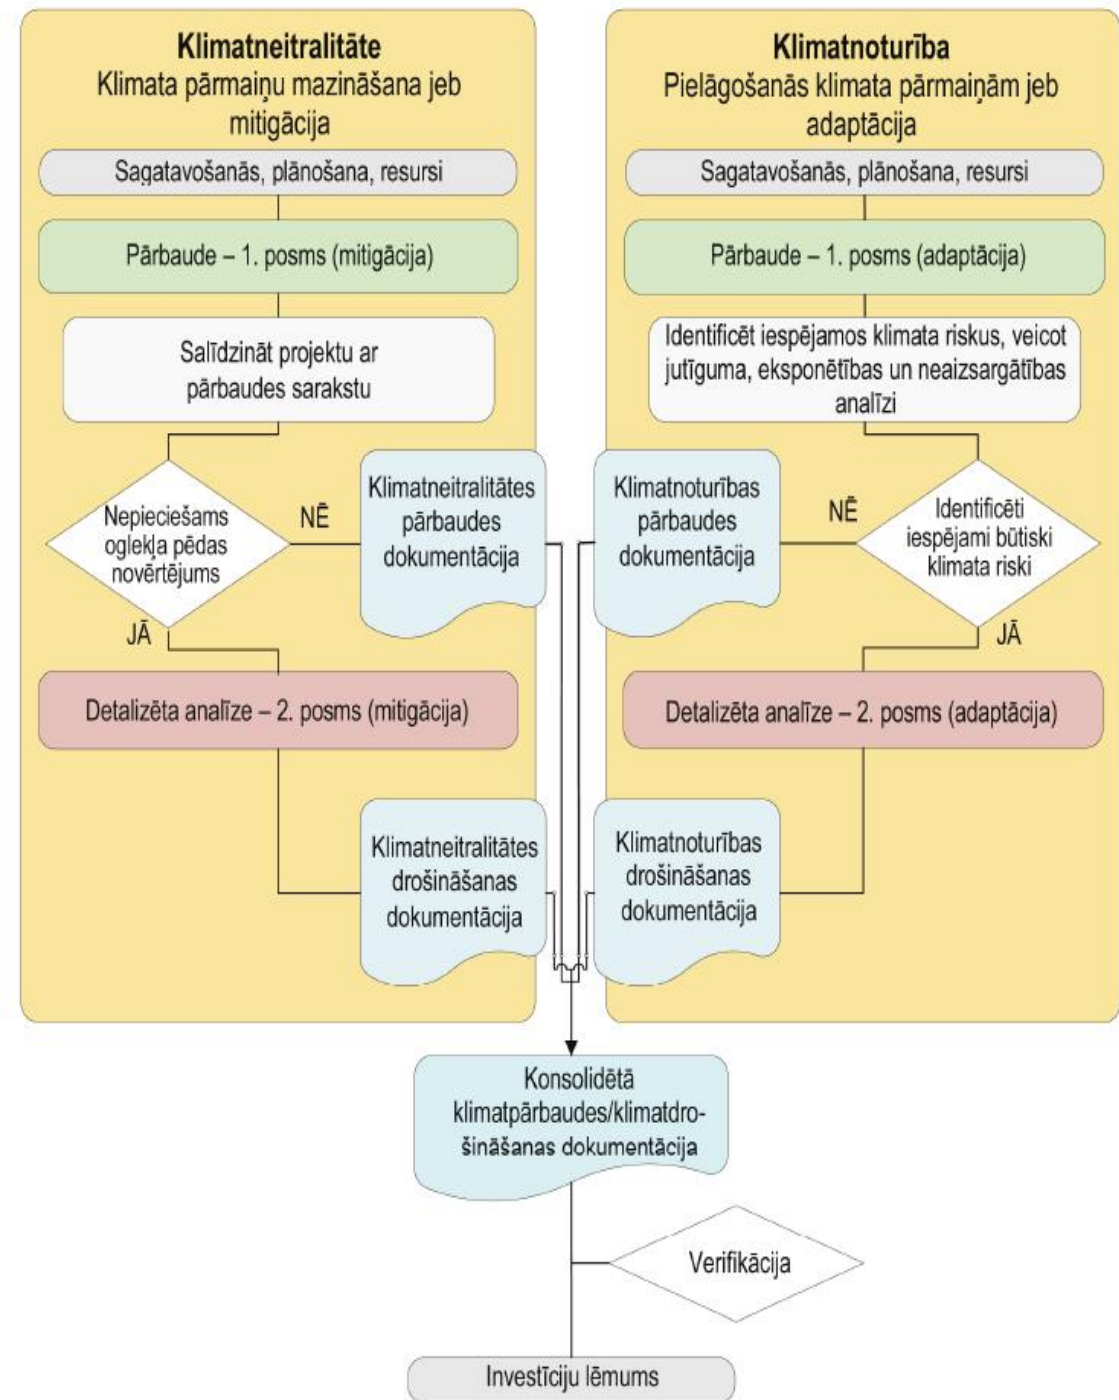 Klimatneitralitāte
Klimata pārmaiņu mazināšana jeb
mitigācija
Sagatavošanās, plānošana, resursi
Pārbaude – 1. posms (mitigācija)
Salīdzināt projektu ar
pārbaudes sarakstu
Nepieciešams
oglekļa pēdas
novērtējums
NĒ
JĀ
Klimatneitralitātes
pārbaudes
dokumentācija
Detalizēta analīze – 2. posms (mitigācija)
Klimatneitralitātes
drošināšanas
dokumentācija
Klimatnoturība
Pielāgošanās klimata pārmaiņām jeb
adaptācija
Sagatavošanās, plānošana, resursi
Pārbaude – 1. posms (adaptācija)
Identificēt iespējamos klimata riskus, veicot
jutīguma, eksponētības un neaizsargātības
analīzi
Klimatnoturības
pārbaudes
dokumentācija
NĒ
Identificēti
iespējami būtiski
klimata riski
JĀ
Detalizēta analīze – 2. posms (adaptācija)
Klimatnoturības
drošināšanas
dokumentācija
Konsolidētā
klimatpārbaudes/klimatdro-
šināšanas dokumentācija
Verifikācija
Investīciju lēmums